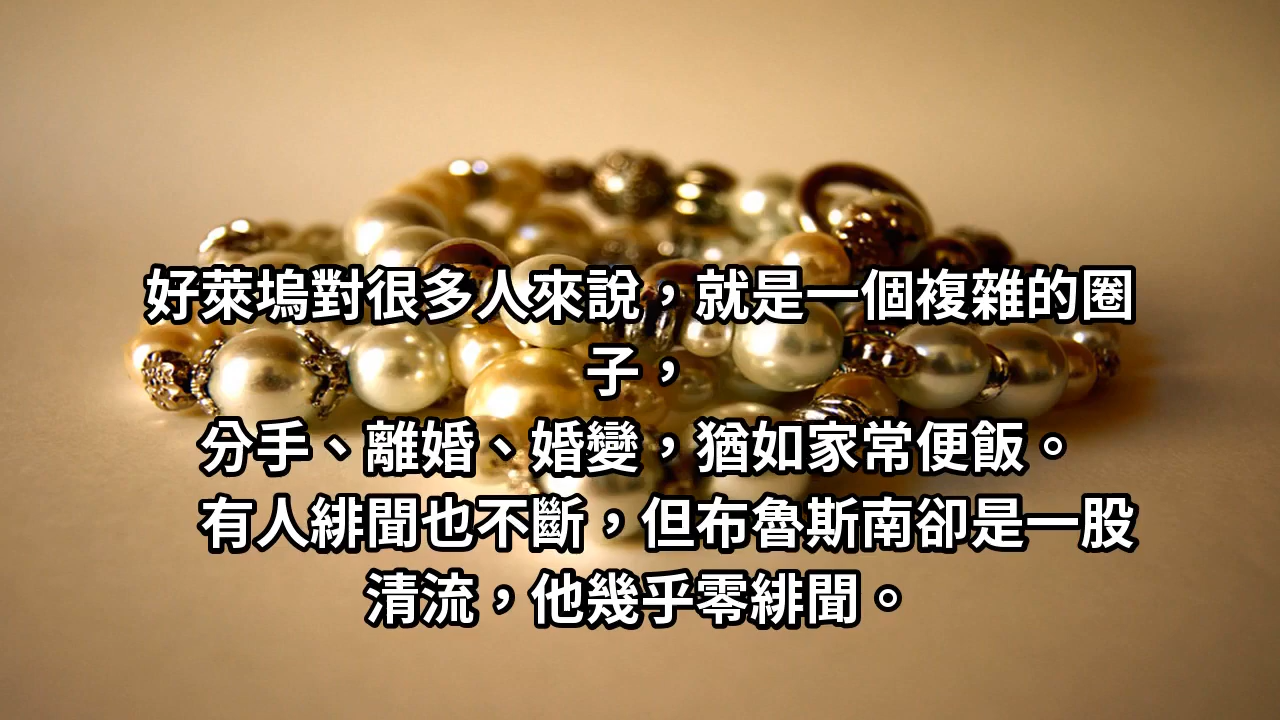 好萊塢對很多人來說，就是一個複雜的圈
子，
分手、離婚、婚變，猶如家常便飯。
有人緋聞也不斷，但布魯斯南卻是一股
清流，他幾乎零緋聞。